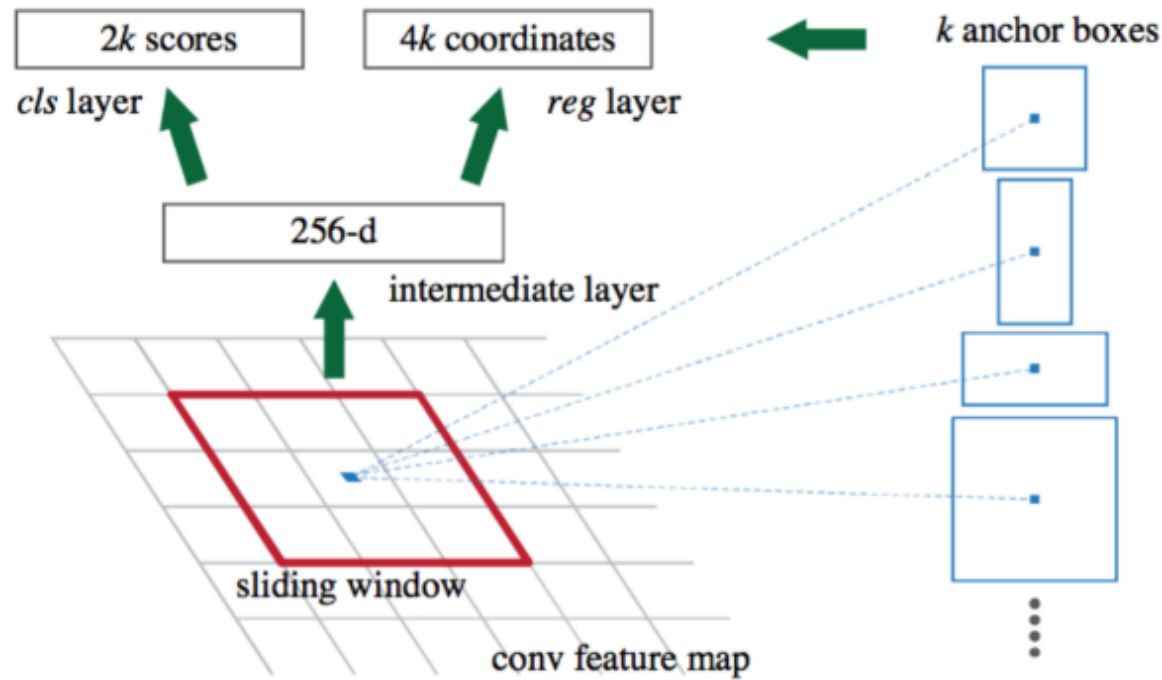 2k scores
4k coordinates
k anchor boxes
cls layer
reg layer
256-d
intermediate layer
sliding window
conv feature map